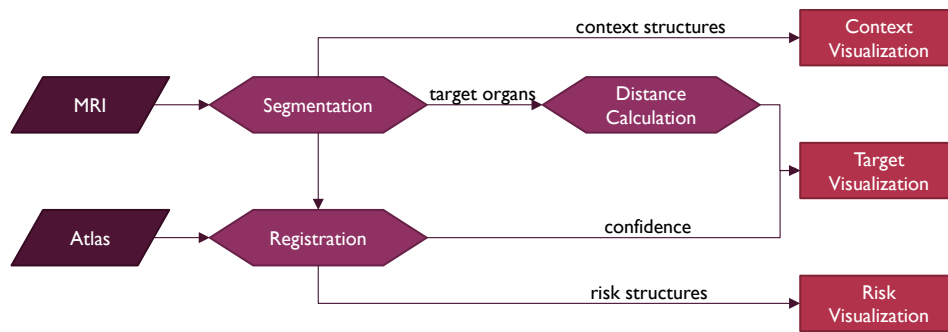 context structures
Context
Visualization
MRI
Segmentation
target organs
Distance
Calculation
Target
Visualization
Atlas
Registration
confidence
risk structures
Risk
Visualization